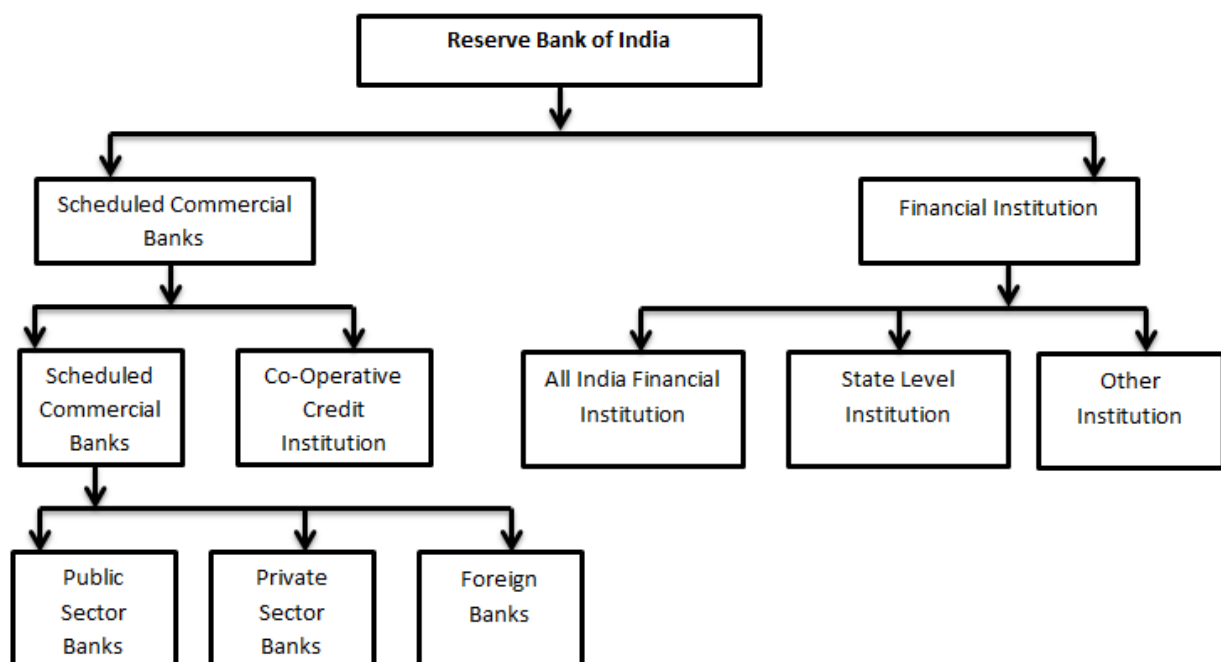 Reserve Bank of India
Scheduled Commercial
Banks
Financial Institution
Scheduled
Commercial
Banks
Co-Operative
Credit
Institution
All India Financial
Institution
State Level
Institution
Other
Institution
Public
Sector
Banks
Private
Sector
Banks
Foreign
Banks